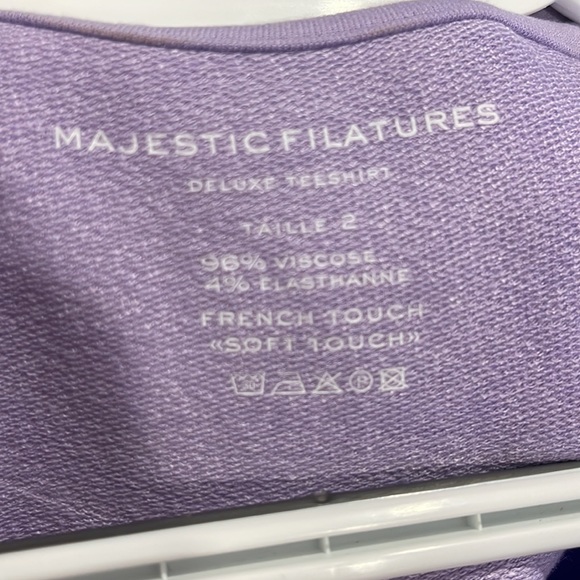 MAJESTIC FILATURES
DELUXE TEESHIRT
TAILLE 2
96% VISCOSE
4% ELASTHANNE
FRENCH TOUCH
«SOFT TOUCH»